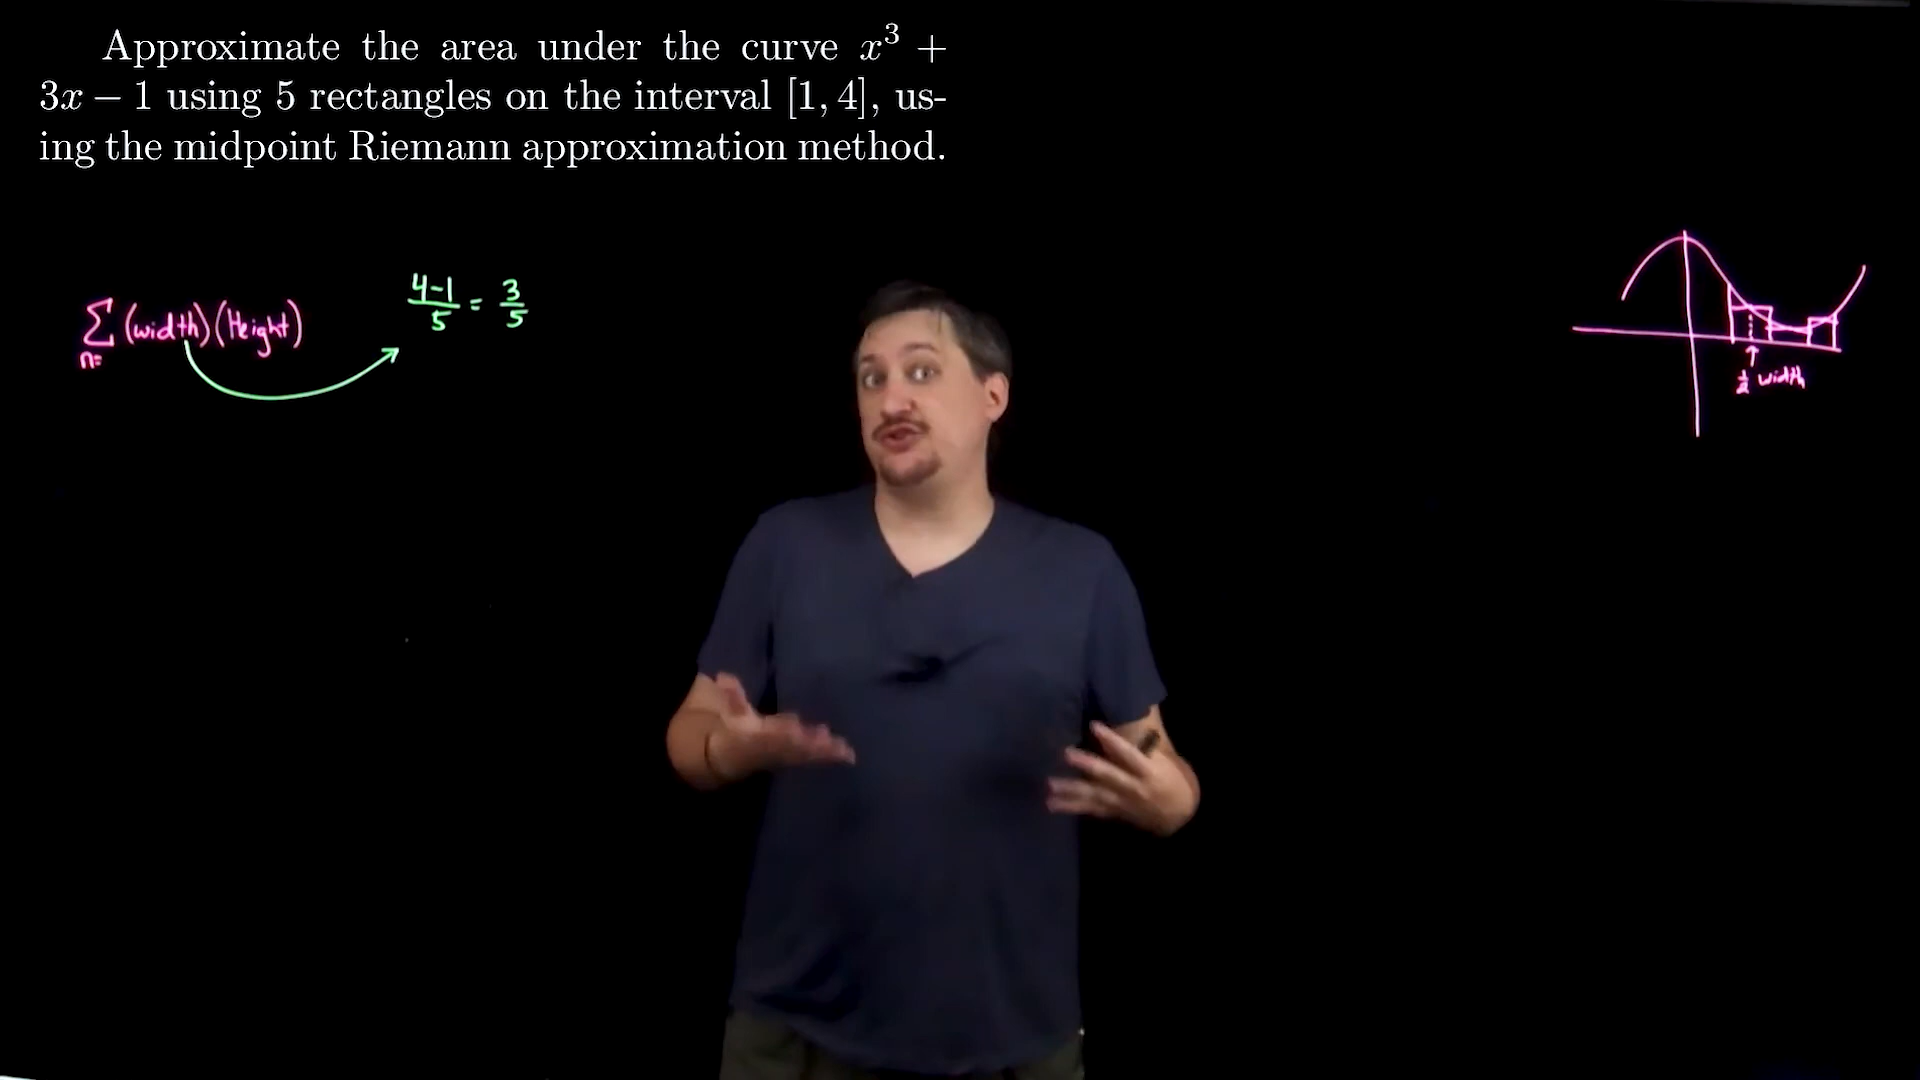 Approximate the area under the curve x³ +
3x − 1 using 5 rectangles on the interval [1, 4], us-
ing the midpoint Riemann approximation method.
∑ (width)(Height)
n=
4-1/5 = 3/5
½ width